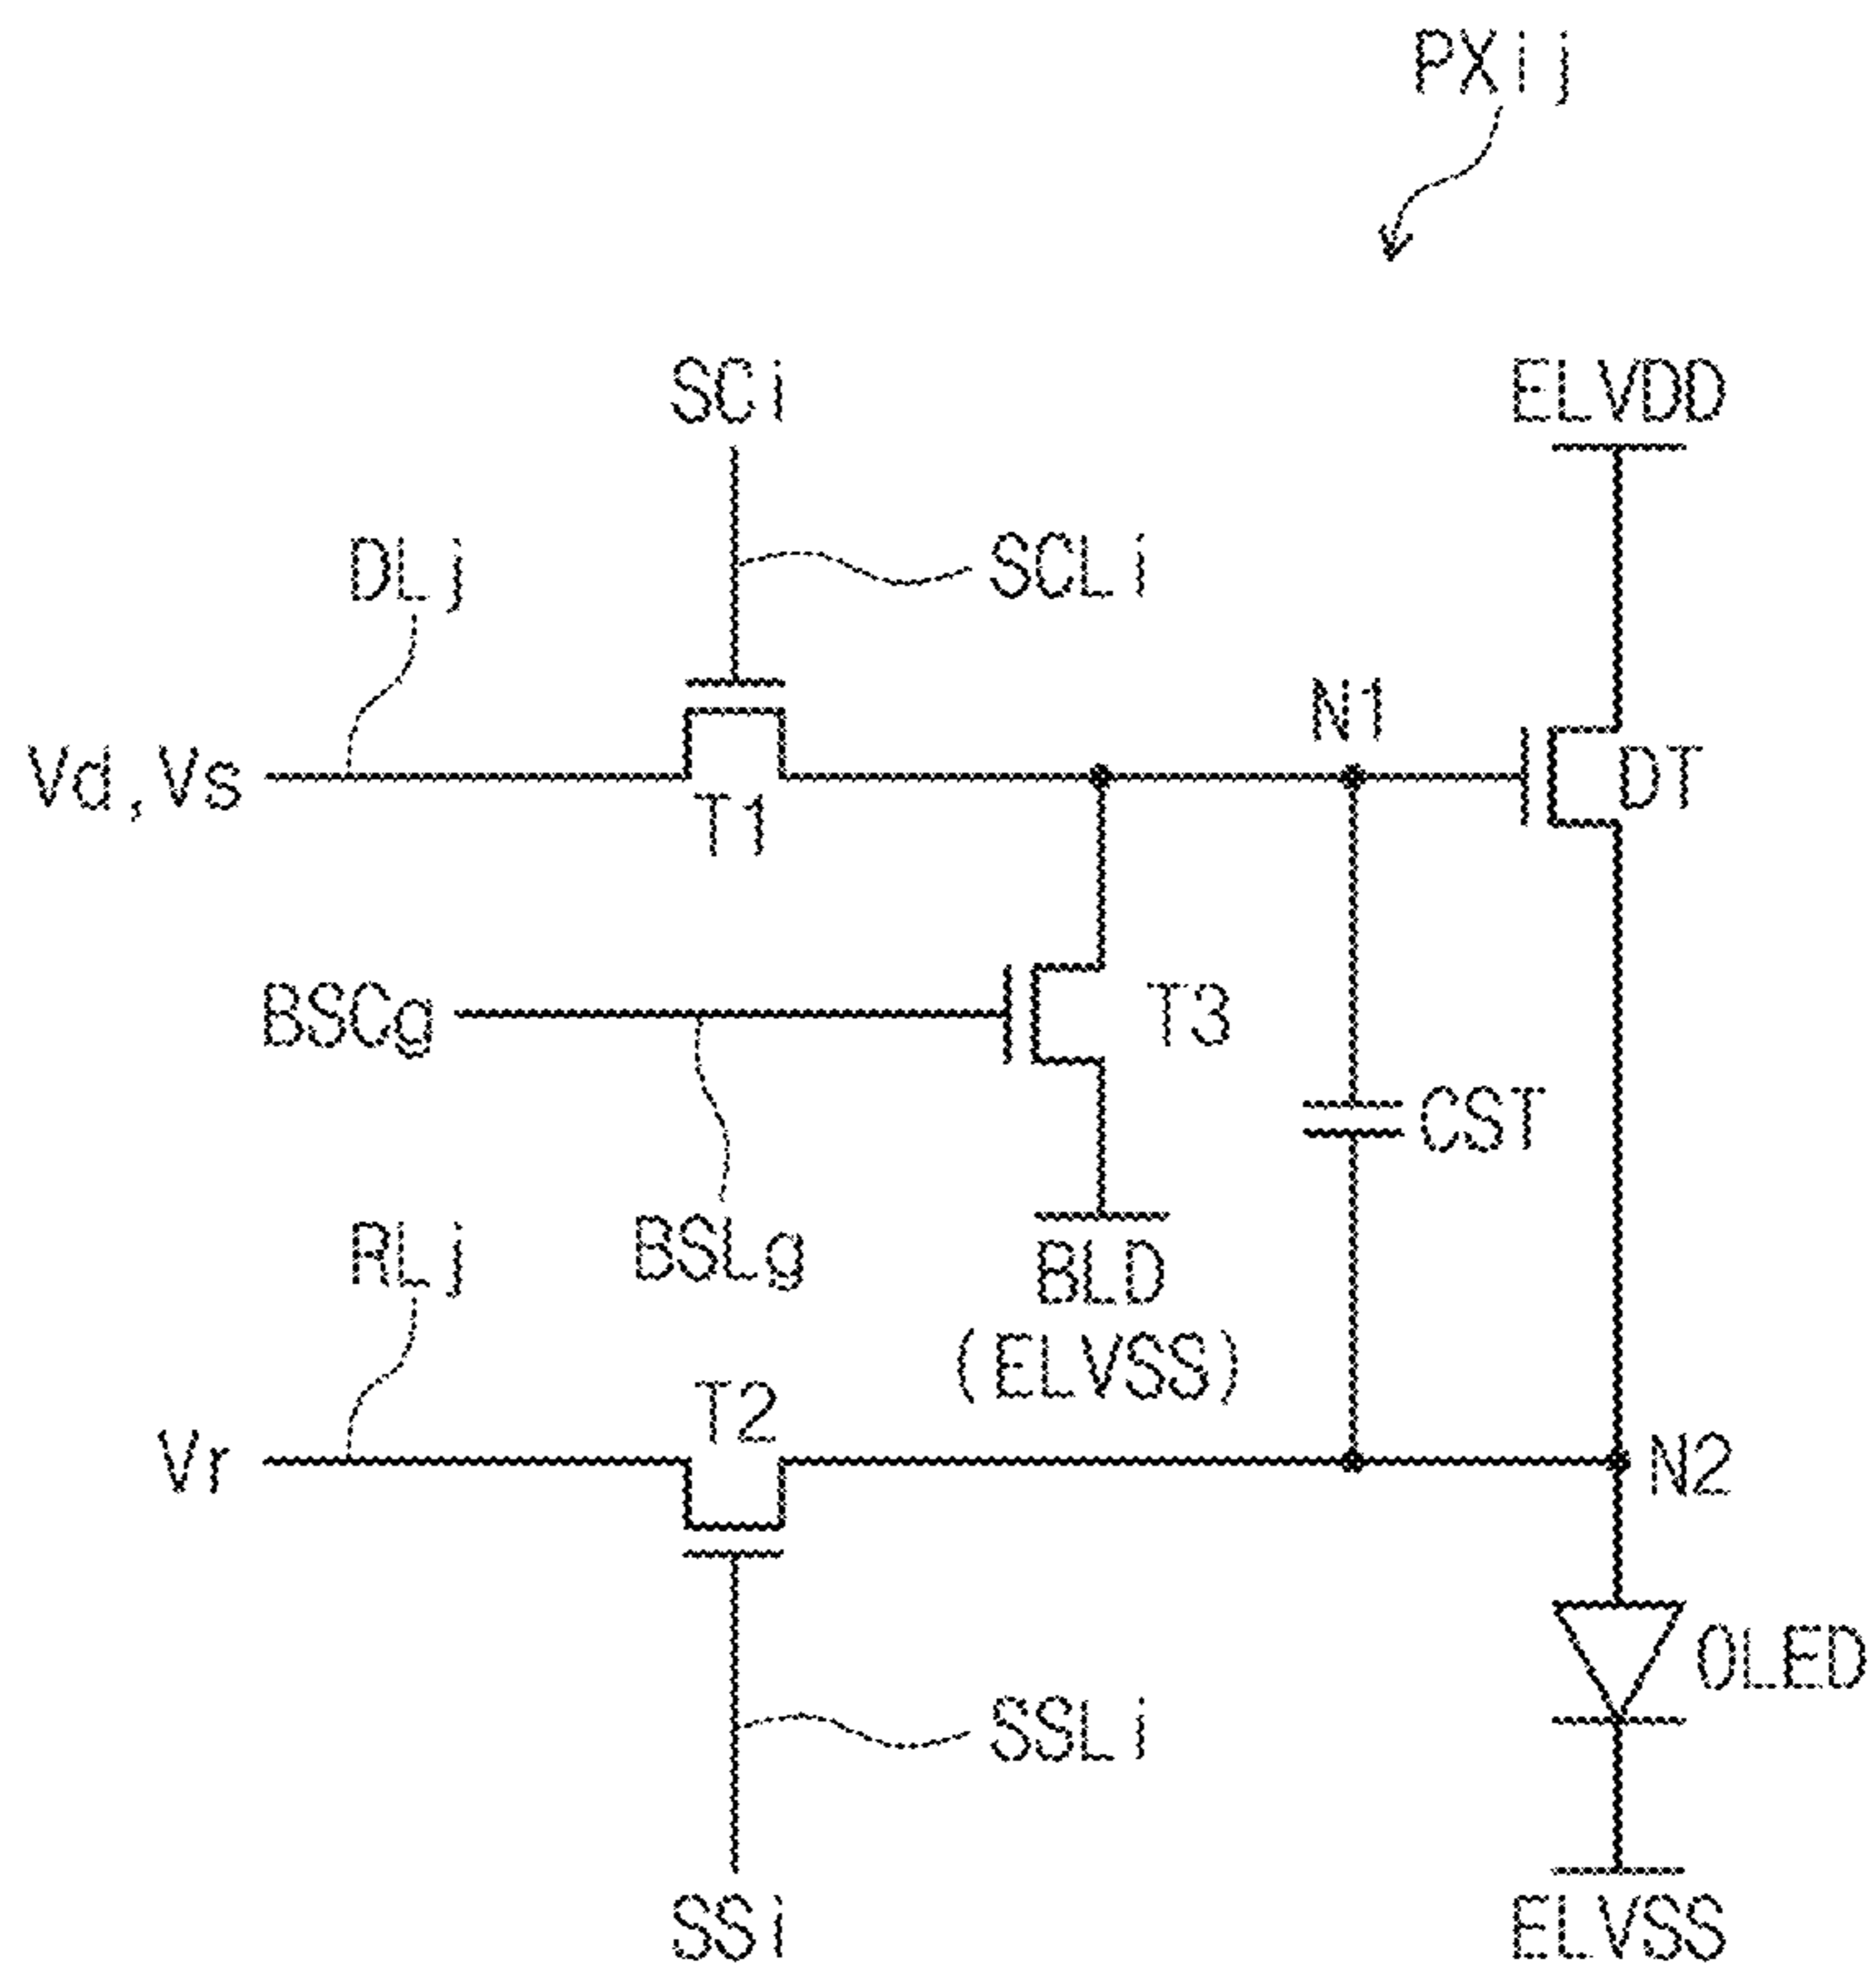 PXij
SCi
ELVDD
DLj
SCLi
N1
Vd,Vs
DT
T1
BSCg
T3
CST
RLj
BSLg
BLD
(ELVSS)
T2
Vr
N2
OLED
SSLi
SSi
ELVSS